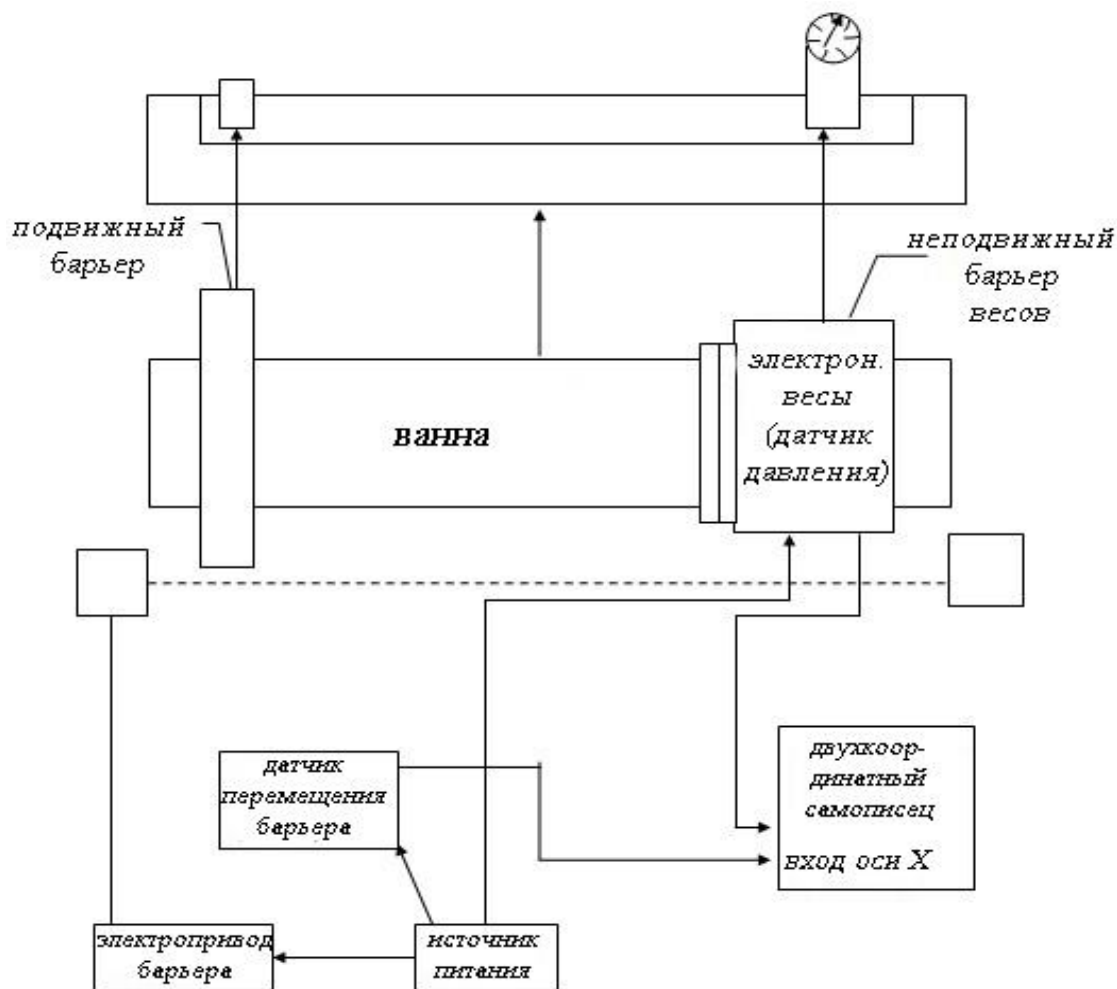 подвижный
барьер
неподвижный
барьер
весов
электрон.
весы
(датчик
давления)
ванна
датчик
перемещения
барьера
двухкоор-
динатный
самописец
вход оси X
электропривод
барьера
источник
питания